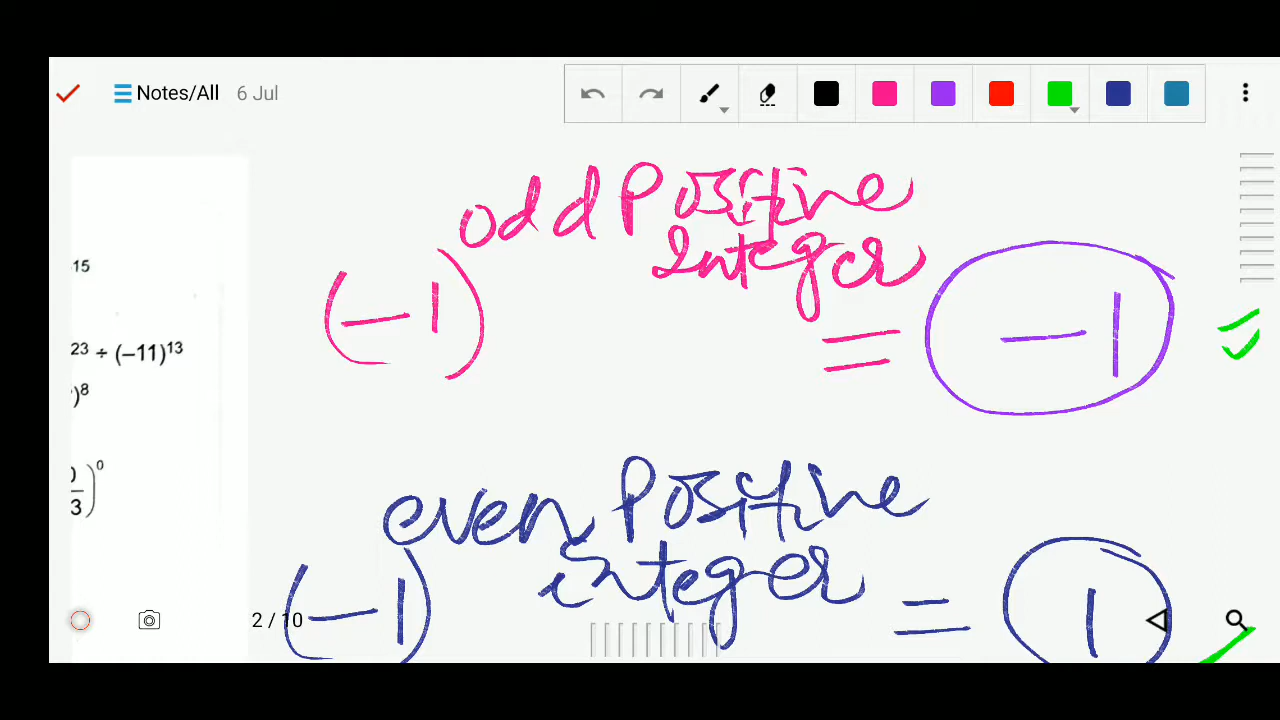 Notes/All 6 Jul
15
23 ÷ (–11)13
)8
0
3
)0
odd Positive
Integer
(–1) = –1
even Positive
integer
(–1) = 1
2 / 10